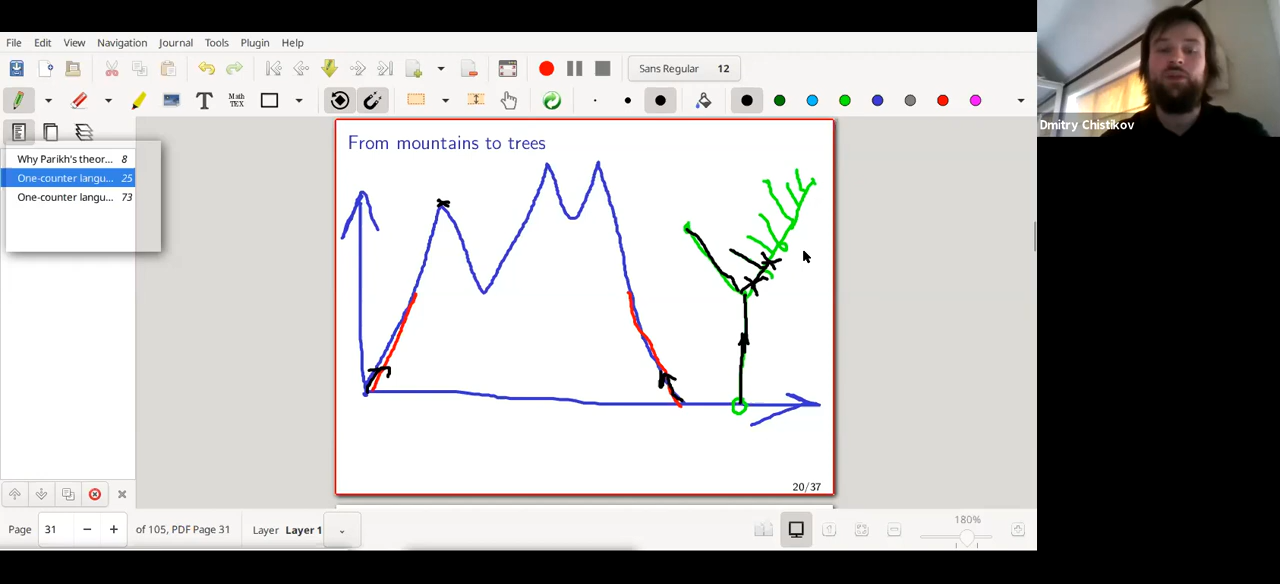 File Edit View Navigation Journal Tools Plugin Help
Sans Regular 12
Math
TEX
Dmitry Chistikov
Why Parikh's theor... 8
One-counter langu... 25
One-counter langu... 73
From mountains to trees
20/37
Page 31 of 105, PDF Page 31 Layer Layer 1
180%